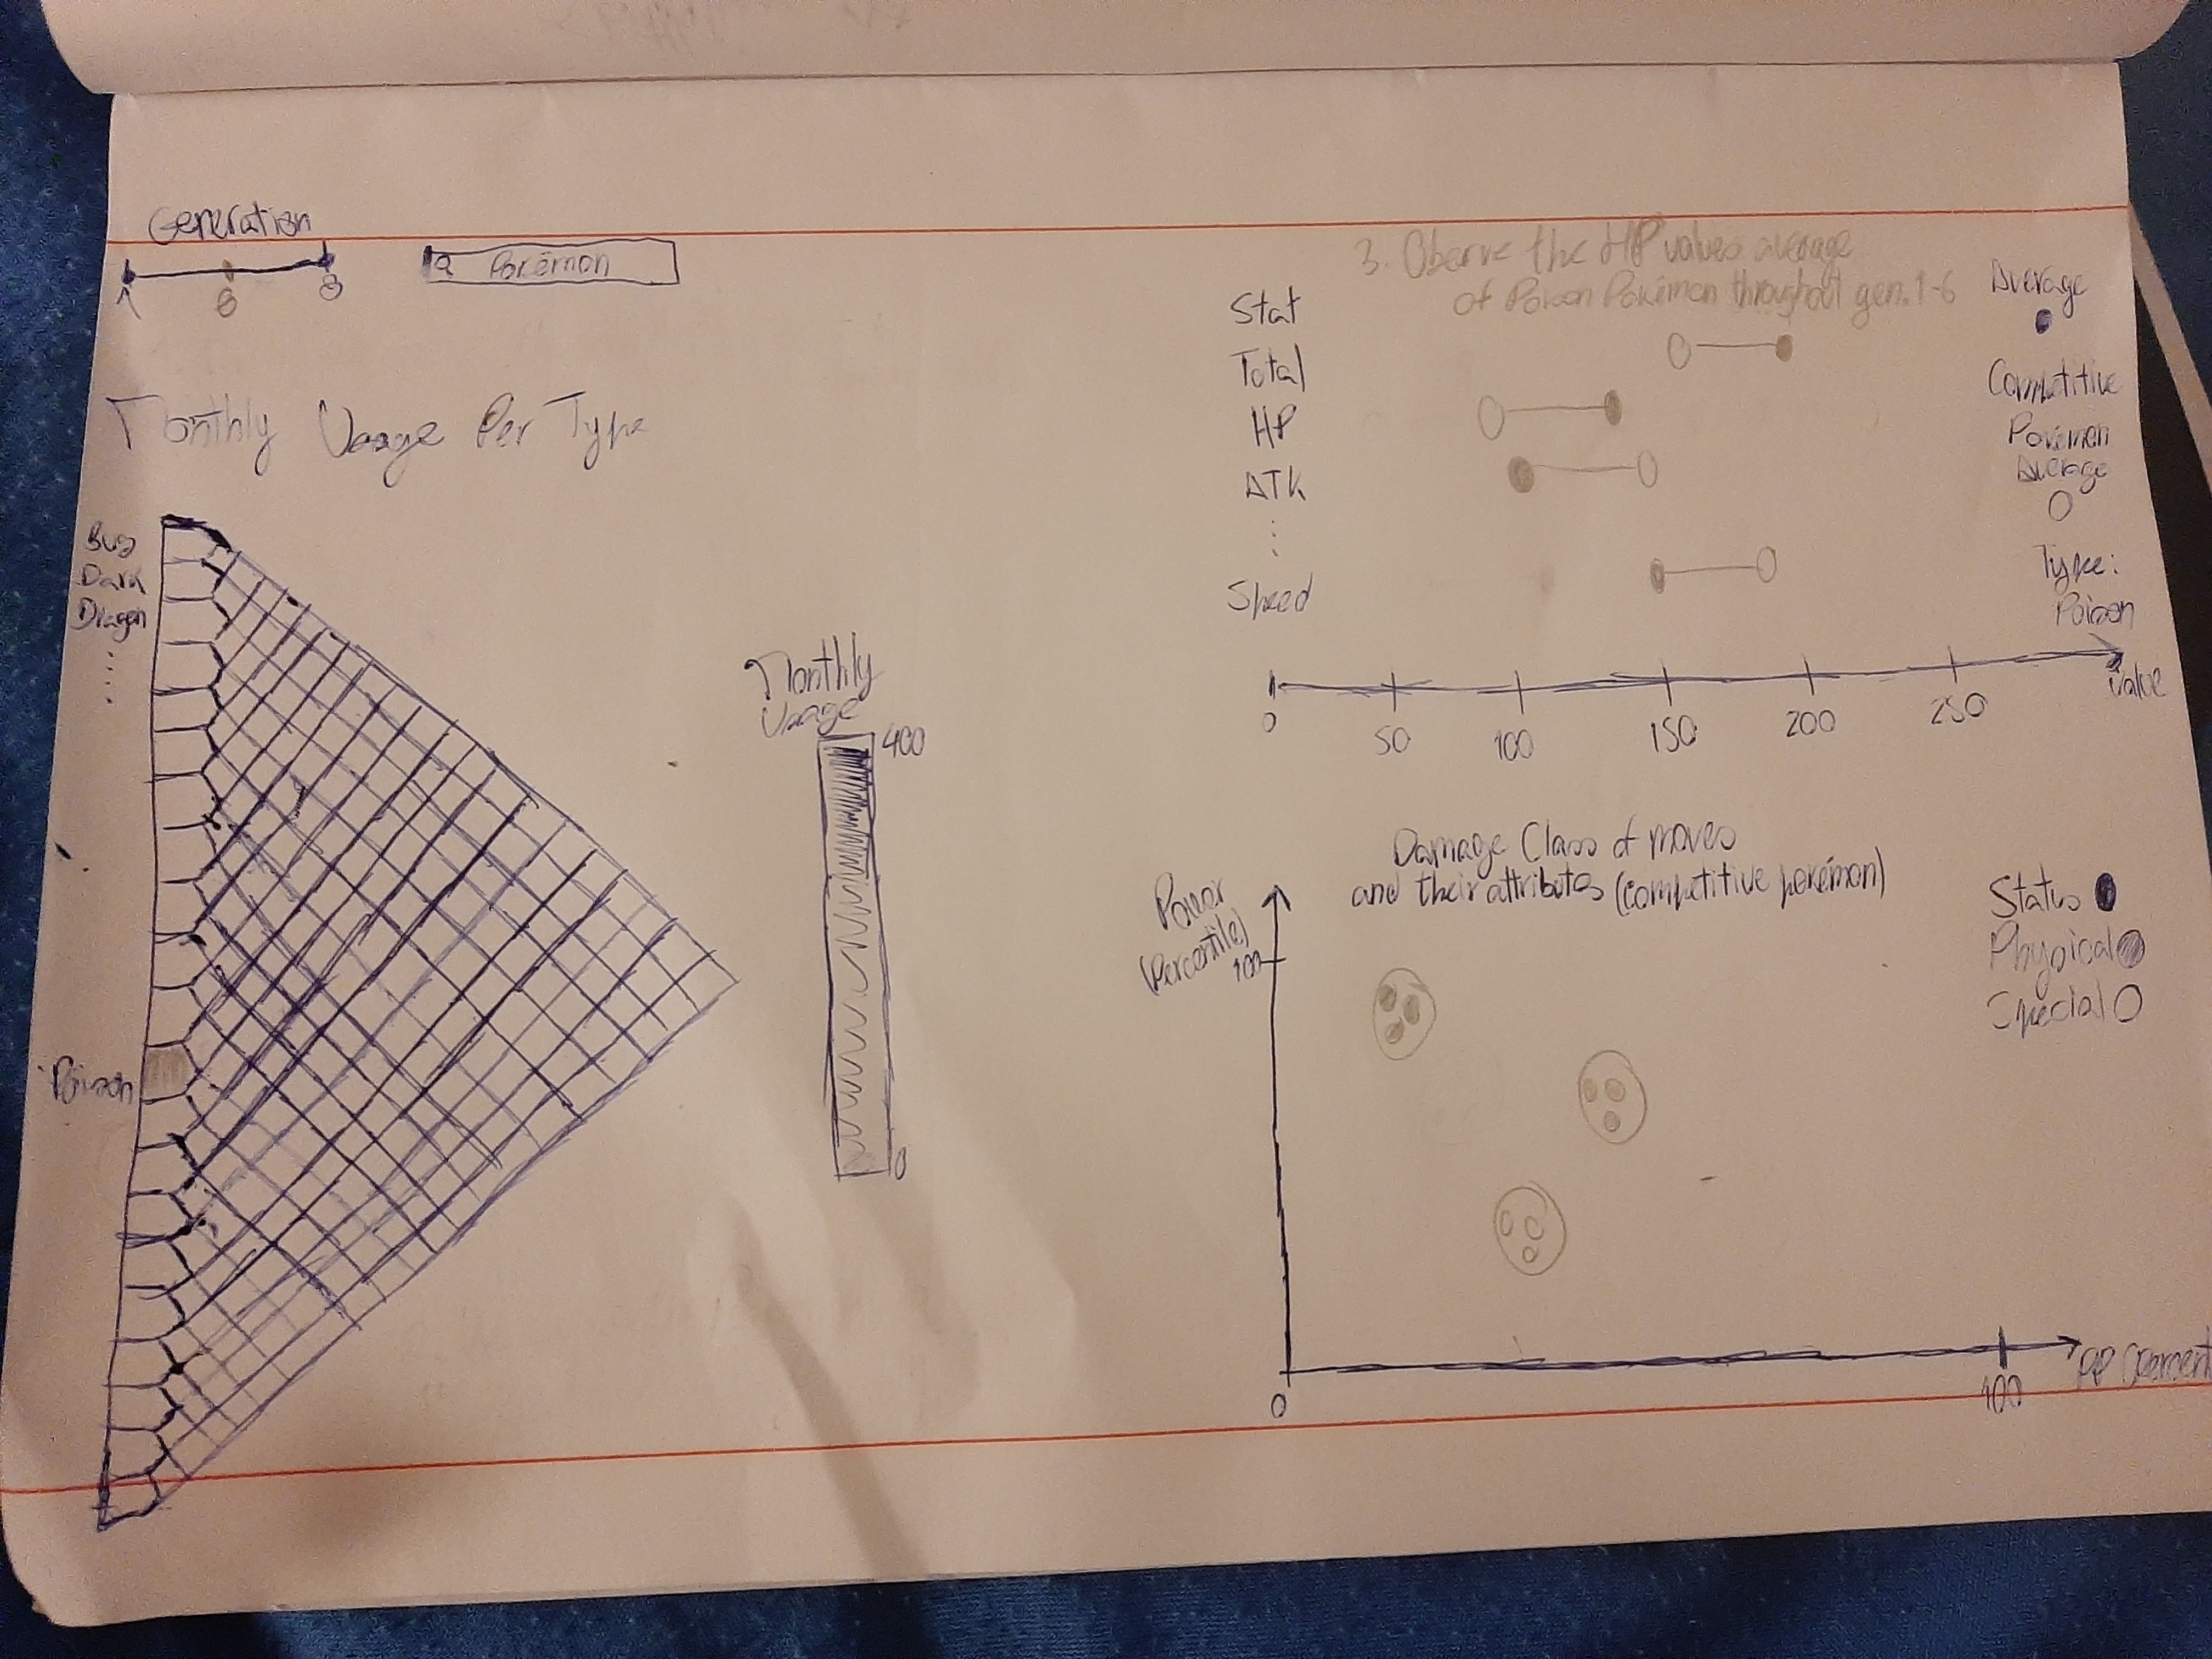 Generation
1
6
8
a Pokémon
Monthly Usage Per Type
Bug
Dark
Dragon
....
Poison
Monthly
Usage
400
0
3. Observe the HP values average
of Poison Pokémon throughout gen. 1-6
Stat
Total
HP
ATK
...
Speed
0
50
100
150
200
250
Value
Average
Competitive
Pokémon
Average
Type:
Poison
Damage Class of moves
and their attributes (competitive pokémon)
Power
(Percentile)
100
0
100
Status
Physical
Special